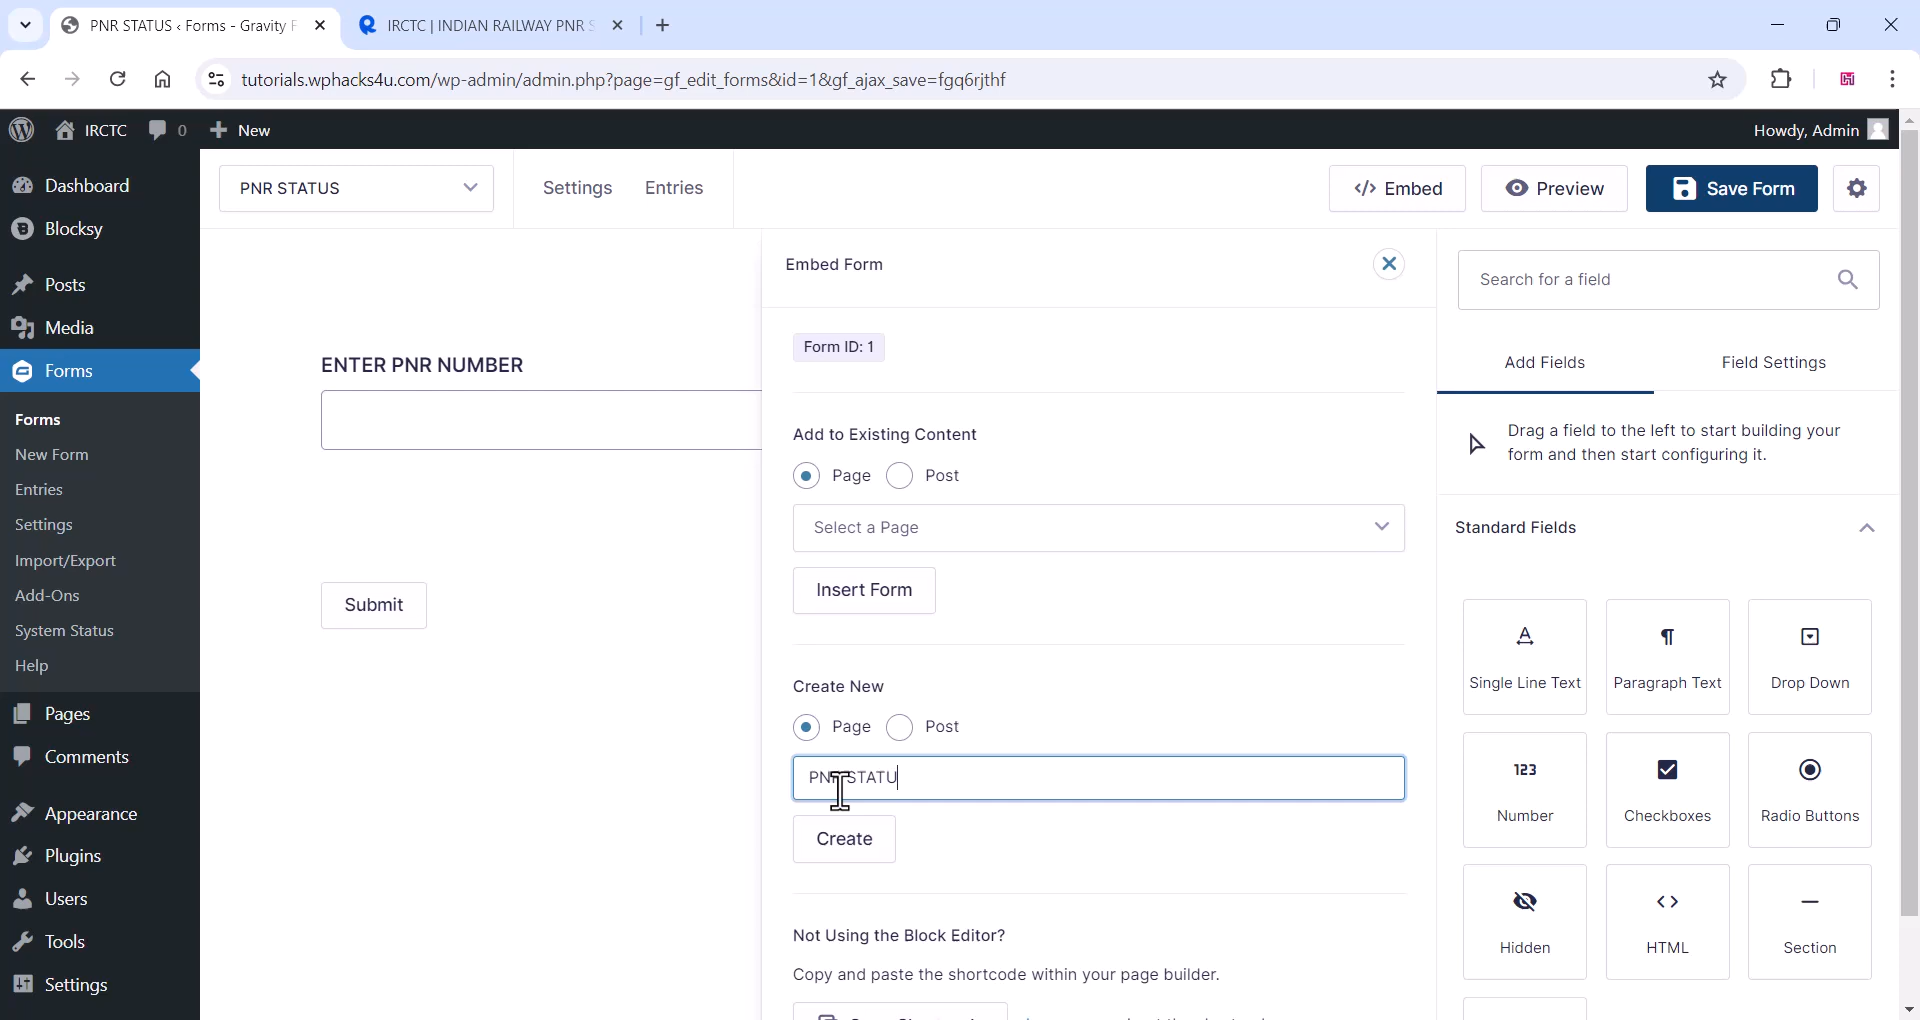 PNR STATUS ‹ Forms - Gravity F
IRCTC | INDIAN RAILWAY PNR S
tutorials.wphacks4u.com/wp-admin/admin.php?page=gf_edit_forms&id=1&gf_ajax_save=fgq6rjthf
IRCTC
0
New
Howdy, Admin
Dashboard
Blocksy
Posts
Media
Forms
Forms
New Form
Entries
Settings
Import/Export
Add-Ons
System Status
Help
Pages
Comments
Appearance
Plugins
Users
Tools
Settings
PNR STATUS
Settings
Entries
</> Embed
Preview
Save Form
ENTER PNR NUMBER
Submit
Embed Form
Form ID: 1
Add to Existing Content
Page
Post
Select a Page
Insert Form
Create New
Page
Post
PNR STATU
Create
Not Using the Block Editor?
Copy and paste the shortcode within your page builder.
Search for a field
Add Fields
Field Settings
Drag a field to the left to start building your
form and then start configuring it.
Standard Fields
Single Line Text
Paragraph Text
Drop Down
123
Number
Checkboxes
Radio Buttons
Hidden
HTML
Section